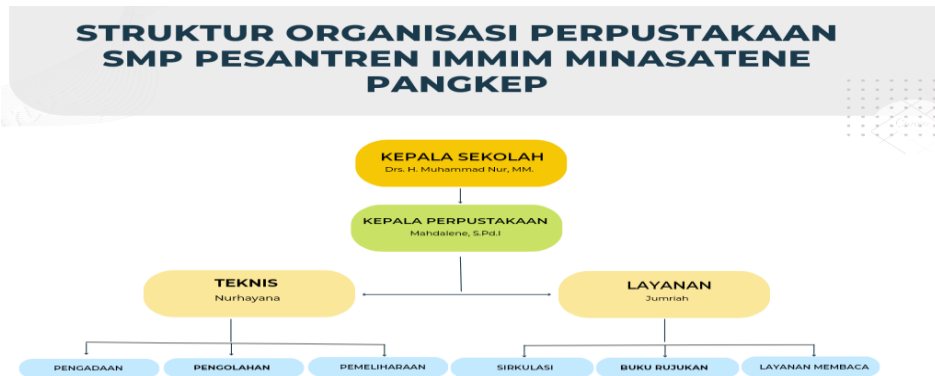 STRUKTUR ORGANISASI PERPUSTAKAAN
SMP PESANTREN IMMIM MINASATENE
PANGKEP
KEPALA SEKOLAH
Drs. H. Muhammad Nur, MM.
KEPALA PERPUSTAKAAN
Mahdalene, S.Pd.I
TEKNIS
Nurhayana
LAYANAN
Jumriah
PENGADAAN
PENGOLAHAN
PEMELIHARAAN
SIRKULASI
BUKU RUJUKAN
LAYANAN MEMBACA